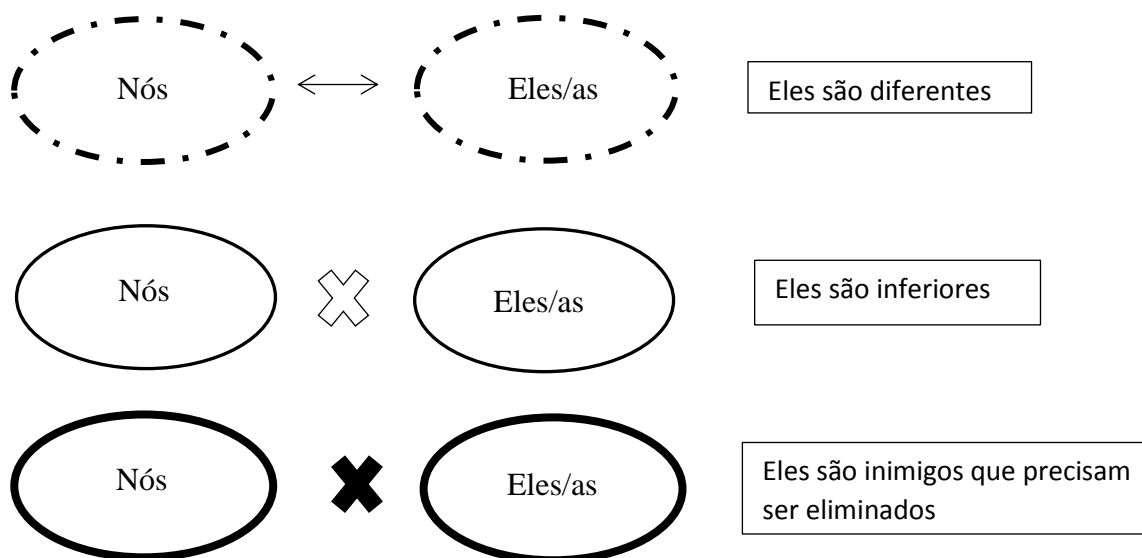 Nós
Eles/as
Eles são diferentes
Nós
Eles/as
Eles são inferiores
Nós
Eles/as
Eles são inimigos que precisam
ser eliminados